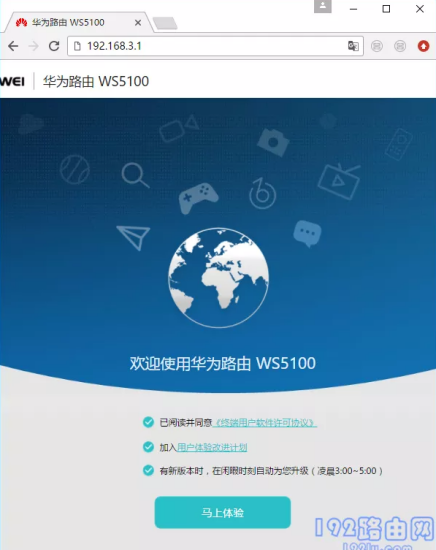 华为路由 WS5100
192.168.3.1
WEI 华为路由 WS5100
欢迎使用华为路由 WS5100
已阅读并同意《终端用户软件许可协议》
加入用户体验改进计划
有新版本时，在闲暇时刻自动为您升级（凌晨3:00~5:00）
马上体验
192路由网
192ly.com